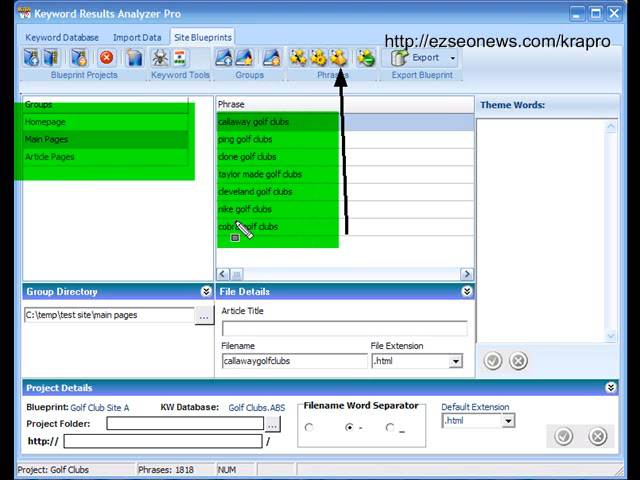 Keyword Results Analyzer Pro
Keyword Database
Import Data
Site Blueprints
http://ezseonews.com/krapro
Export
Blueprint Projects
Keyword Tools
Groups
Phrases
Export Blueprint
Groups
Homepage
Main Pages
Article Pages
Phrase
callaway golf clubs
ping golf clubs
clone golf clubs
taylor made golf clubs
cleveland golf clubs
nike golf clubs
cobra golf clubs
Theme Words:
Group Directory
C:\temp\test site\main pages
...
File Details
Article Title
Filename
File Extension
callawaygolfclubs
.html
Project Details
Blueprint: Golf Club Site A
KW Database: Golf Clubs.ABS
Project Folder:
...
http://
/
Filename Word Separator
-
_
Default Extension
.html
Project: Golf Clubs
Phrases: 1818
NUM